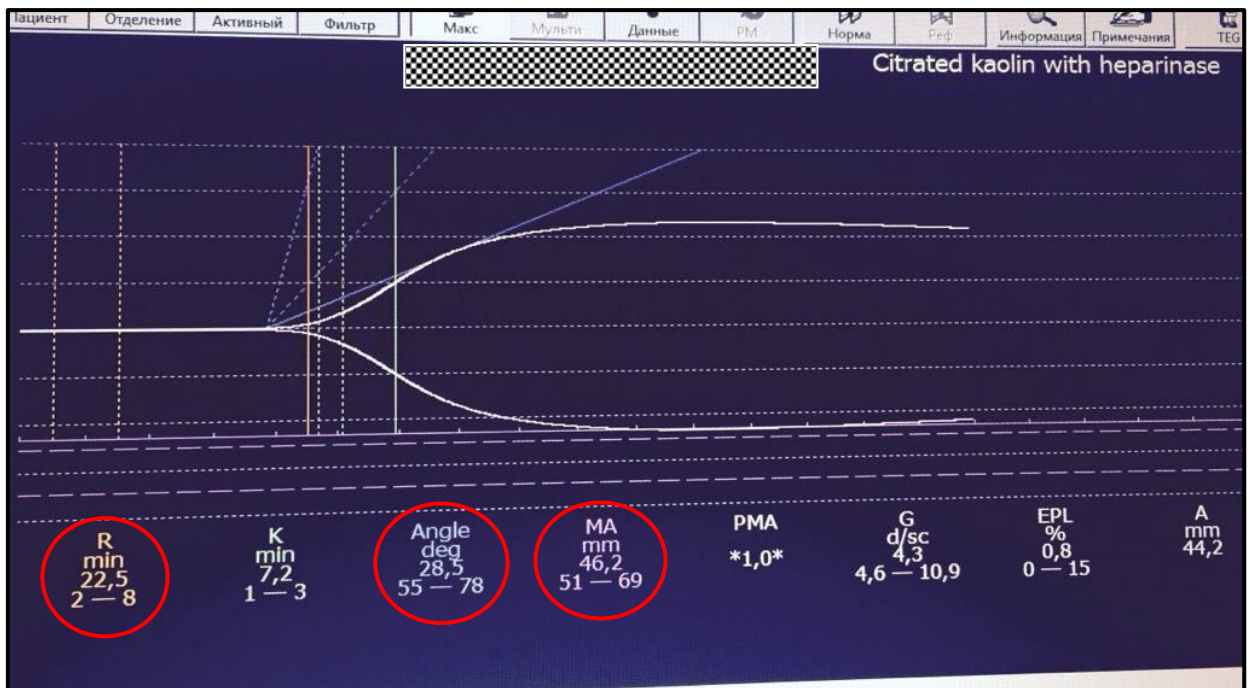 Пациент Отделение Активный Фильтр Макс Мульти Данные РМ Норма Реф Информация Примечания TEG
Citrated kaolin with heparinase
R
min
22,5
2 — 8
K
min
7,2
1 — 3
Angle
deg
28,5
55 — 78
MA
mm
46,2
51 — 69
PMA
*1,0*
G
d/sc
4,3
4,6 — 10,9
EPL
%
0,8
0 — 15
A
mm
44,2